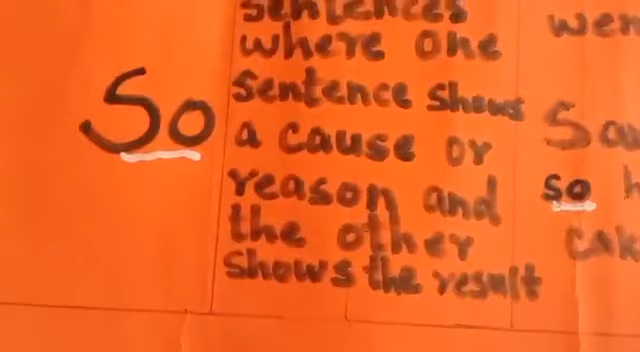 So
sentences
where one
sentence shows
a cause or
reason and
the other
shows the result
so